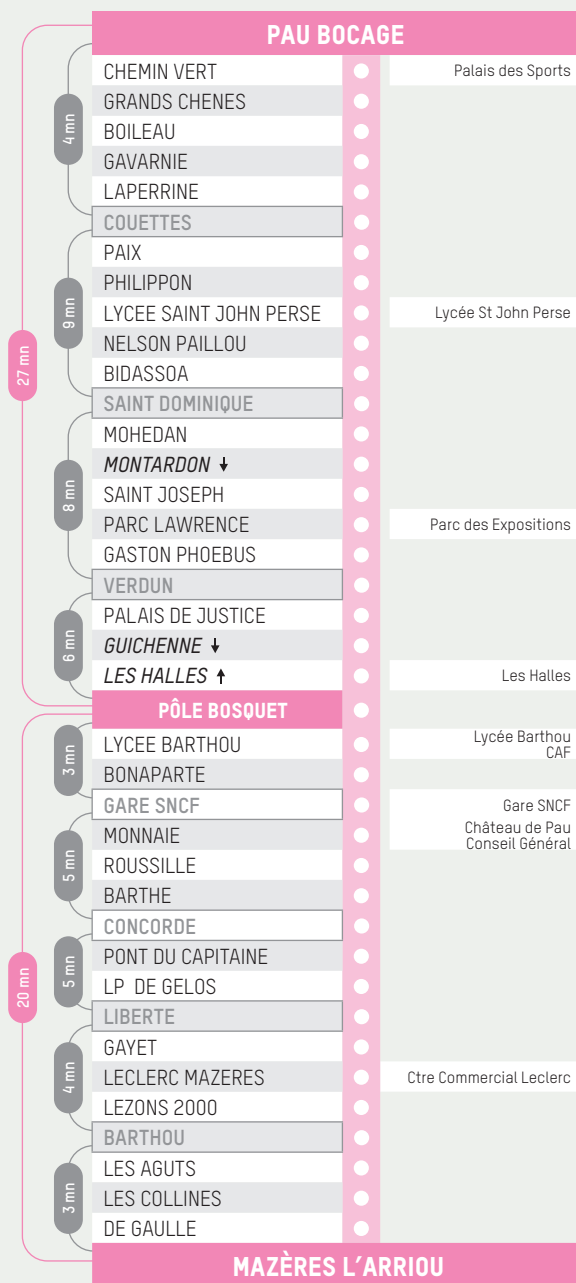 PAU BOCAGE
CHEMIN VERT
Palais des Sports
GRANDS CHENES
4 mn
BOILEAU
GAVARNIE
LAPERRINE
COUETTES
PAIX
PHILIPPON
9 mn
LYCEE SAINT JOHN PERSE
Lycée St John Perse
NELSON PAILLOU
27 mn
BIDASSOA
SAINT DOMINIQUE
MOHEDAN
MONTARDON ↓
8 mn
SAINT JOSEPH
PARC LAWRENCE
Parc des Expositions
GASTON PHOEBUS
VERDUN
PALAIS DE JUSTICE
6 mn
GUICHENNE ↓
LES HALLES ↑
Les Halles
PÔLE BOSQUET
3 mn
LYCEE BARTHOU
Lycée Barthou
CAF
BONAPARTE
GARE SNCF
Gare SNCF
MONNAIE
Château de Pau
Conseil Général
5 mn
ROUSSILLE
BARTHE
CONCORDE
PONT DU CAPITAINE
5 mn
20 mn
LP DE GELOS
LIBERTE
GAYET
4 mn
LECLERC MAZERES
Ctre Commercial Leclerc
LEZONS 2000
BARTHOU
LES AGUTS
3 mn
LES COLLINES
DE GAULLE
MAZÈRES L'ARRIOU